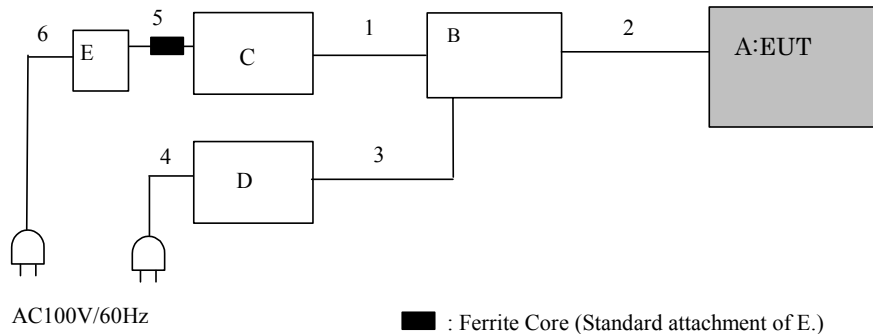 6
5
E
C
1
B
2
A:EUT
4
D
3
AC100V/60Hz
: Ferrite Core (Standard attachment of E.)